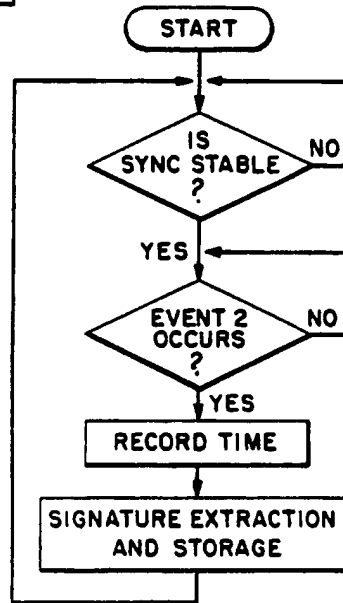 START
IS
SYNC STABLE
?
NO
YES
EVENT 2
OCCURS
?
NO
YES
RECORD TIME
SIGNATURE EXTRACTION
AND STORAGE